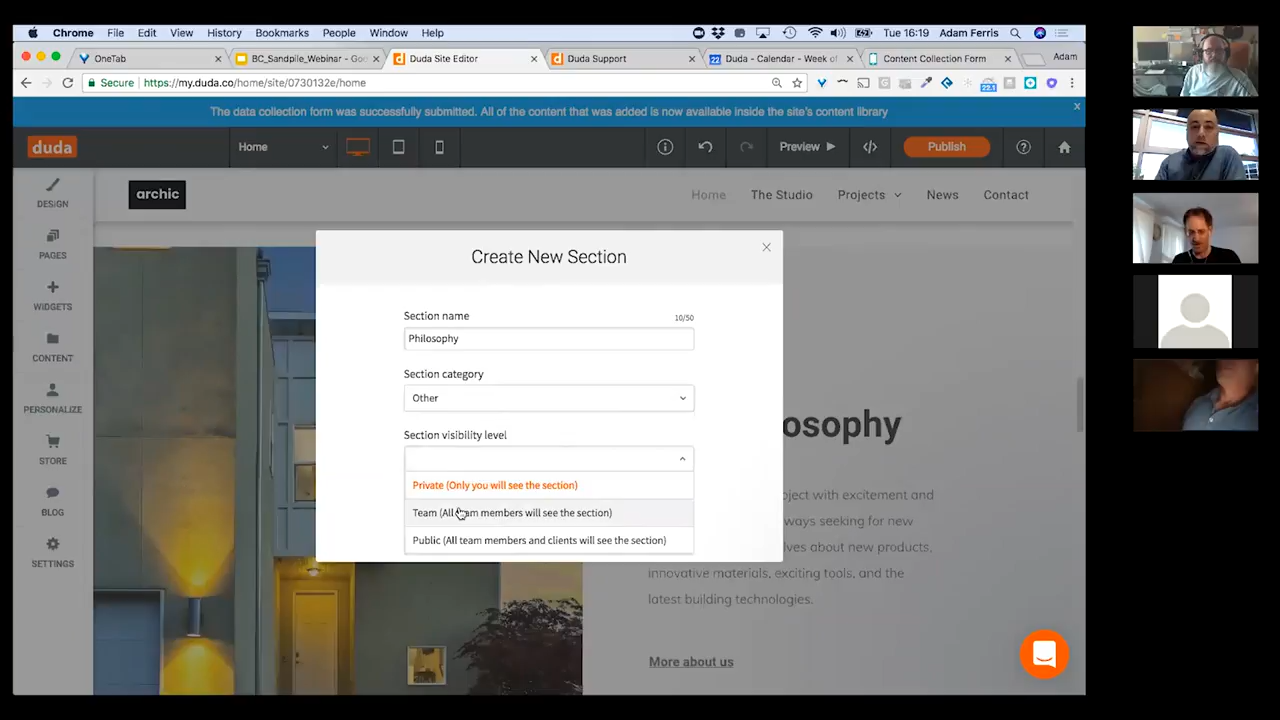 Chrome File Edit View History Bookmarks People Window Help Tue 16:19 Adam Ferris
OneTab BC_Sandpile_Webinar - Goo Duda Site Editor Duda Support Duda - Calendar - Week of Content Collection Form Adam
Secure https://my.duda.co/home/site/0730132e/home
The data collection form was successfully submitted. All of the content that was added is now available inside the site's content library
duda Home Preview Publish
DESIGN
PAGES
WIDGETS
CONTENT
PERSONALIZE
STORE
BLOG
SETTINGS
archic Home The Studio Projects News Contact
Create New Section
Section name 10/50
Philosophy
Section category
Other
Section visibility level
Private (Only you will see the section)
Team (All team members will see the section)
Public (All team members and clients will see the section)
osophy
oject with excitement and
ways seeking for new
lves about new products,
innovative materials, exciting tools, and the
latest building technologies.
More about us